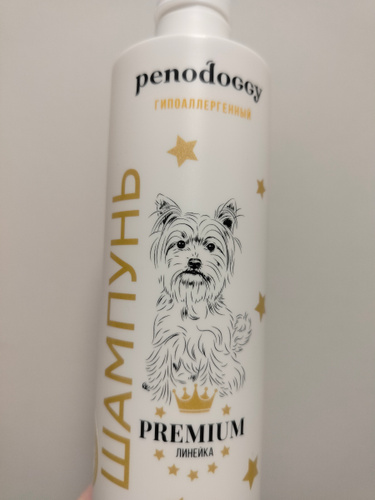 penodoggy
ГИПОАЛЛЕРГЕННЫЙ
ШАМПУНЬ
PREMIUM
ЛИНЕЙКА